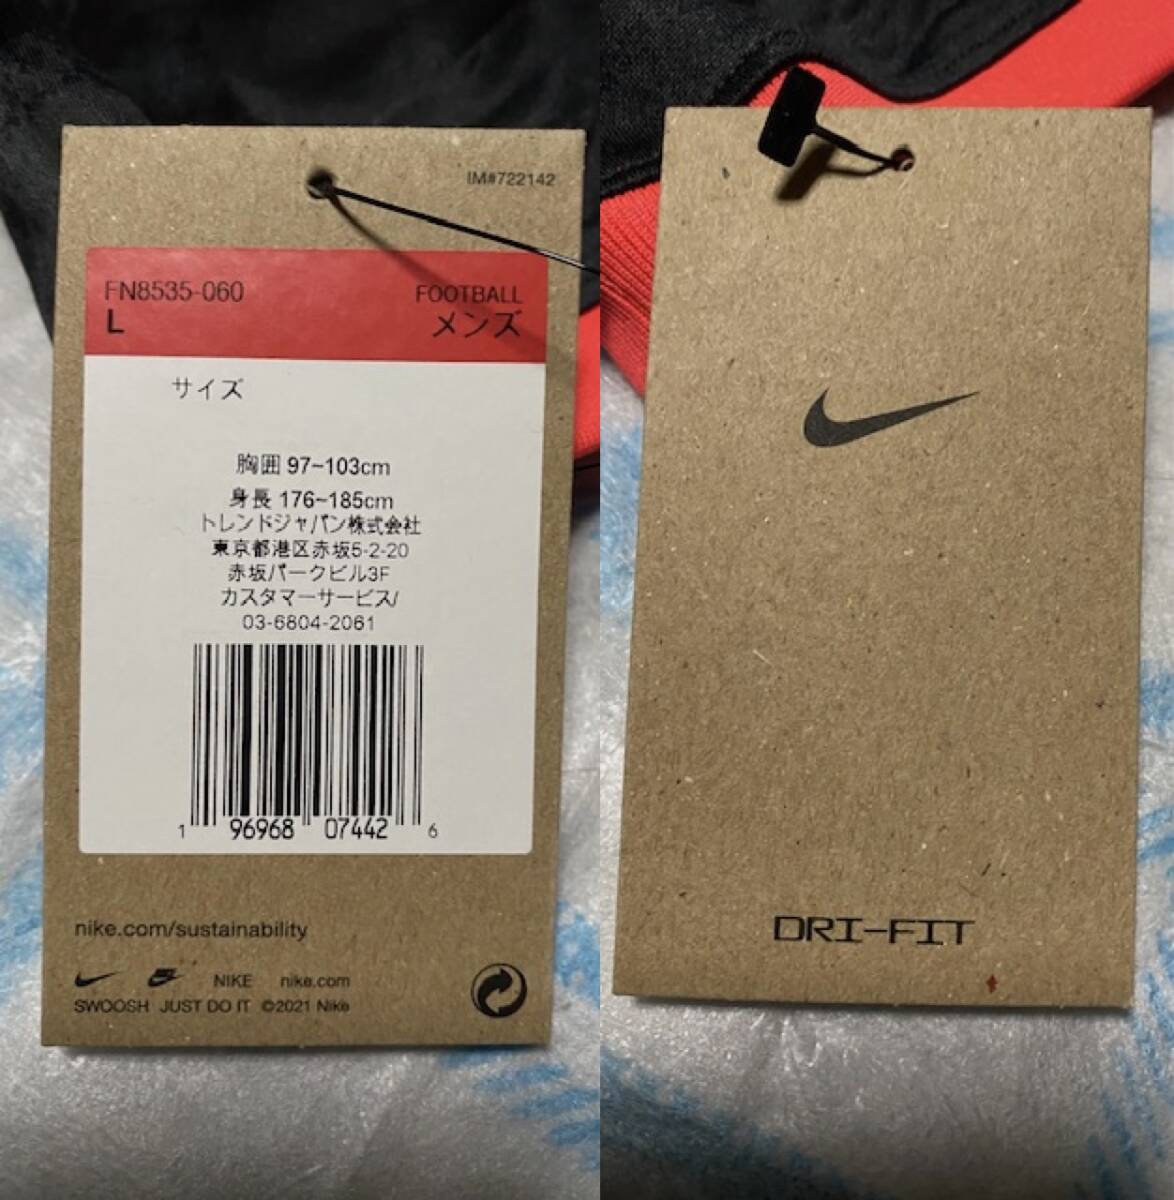 IM#722142
FN8535-060
FOOTBALL
L
メンズ
サイズ
胸囲 97~103cm
身長 176~185cm
トレンドジャパン株式会社
東京都港区赤坂5-2-20
赤坂パークビル3F
カスタマーサービス/
03-6804-2061
1 96968 07442 6
nike.com/sustainability
NIKE nike.com
SWOOSH JUST DO IT ©2021 Nike
DRI-FIT